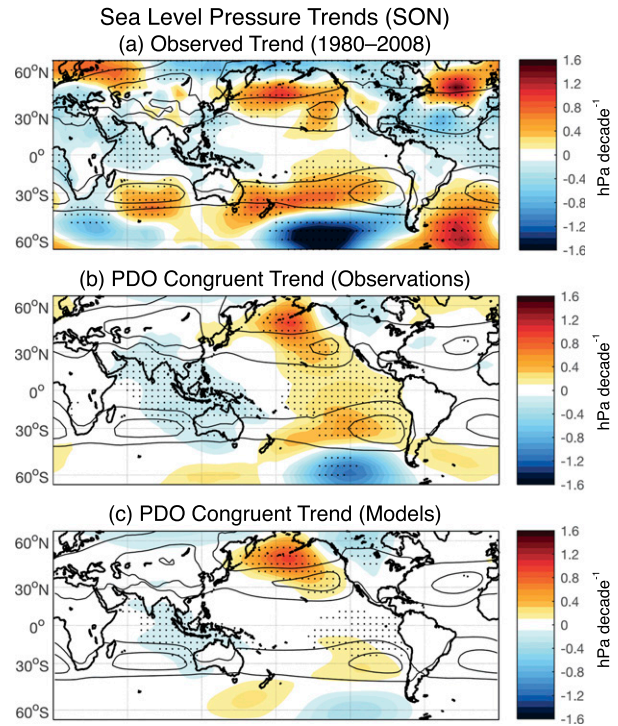 Sea Level Pressure Trends (SON)
(a) Observed Trend (1980–2008)
60°N
30°N
0°
30°S
60°S
1.6
1.2
0.8
0.4
0
-0.4
-0.8
-1.2
-1.6
hPa decade⁻¹
(b) PDO Congruent Trend (Observations)
60°N
30°N
0°
30°S
60°S
1.6
1.2
0.8
0.4
0
-0.4
-0.8
-1.2
-1.6
hPa decade⁻¹
(c) PDO Congruent Trend (Models)
60°N
30°N
0°
30°S
60°S
1.6
1.2
0.8
0.4
0
-0.4
-0.8
-1.2
-1.6
hPa decade⁻¹